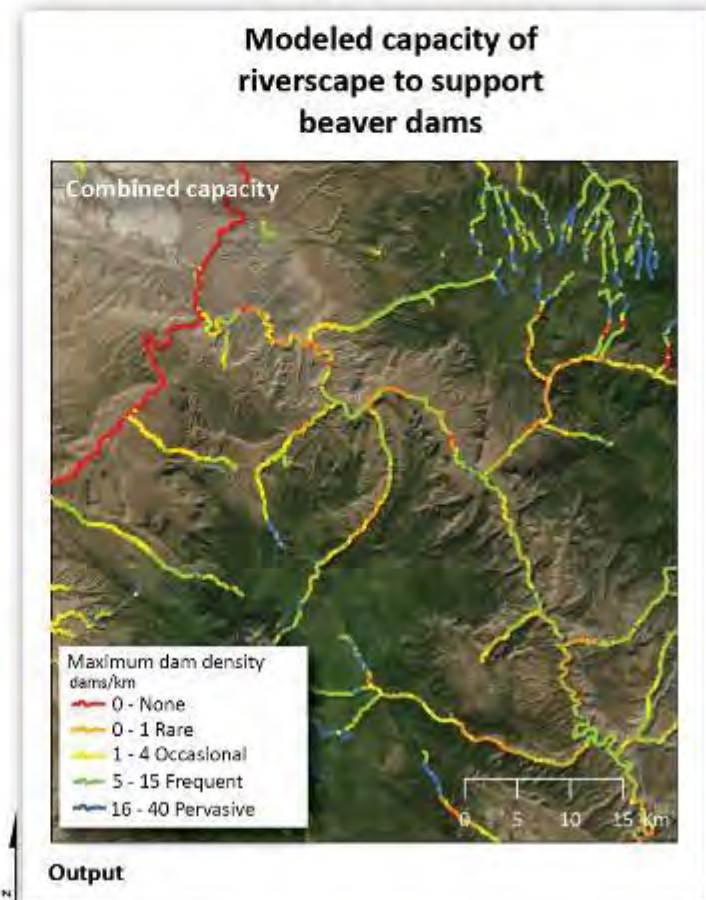 Modeled capacity of
riverscape to support
beaver dams
Combined capacity
Maximum dam density
dams/km
0 - None
0 - 1 Rare
1 - 4 Occasional
5 - 15 Frequent
16 - 40 Pervasive
0 5 10 15 Km
Output
N